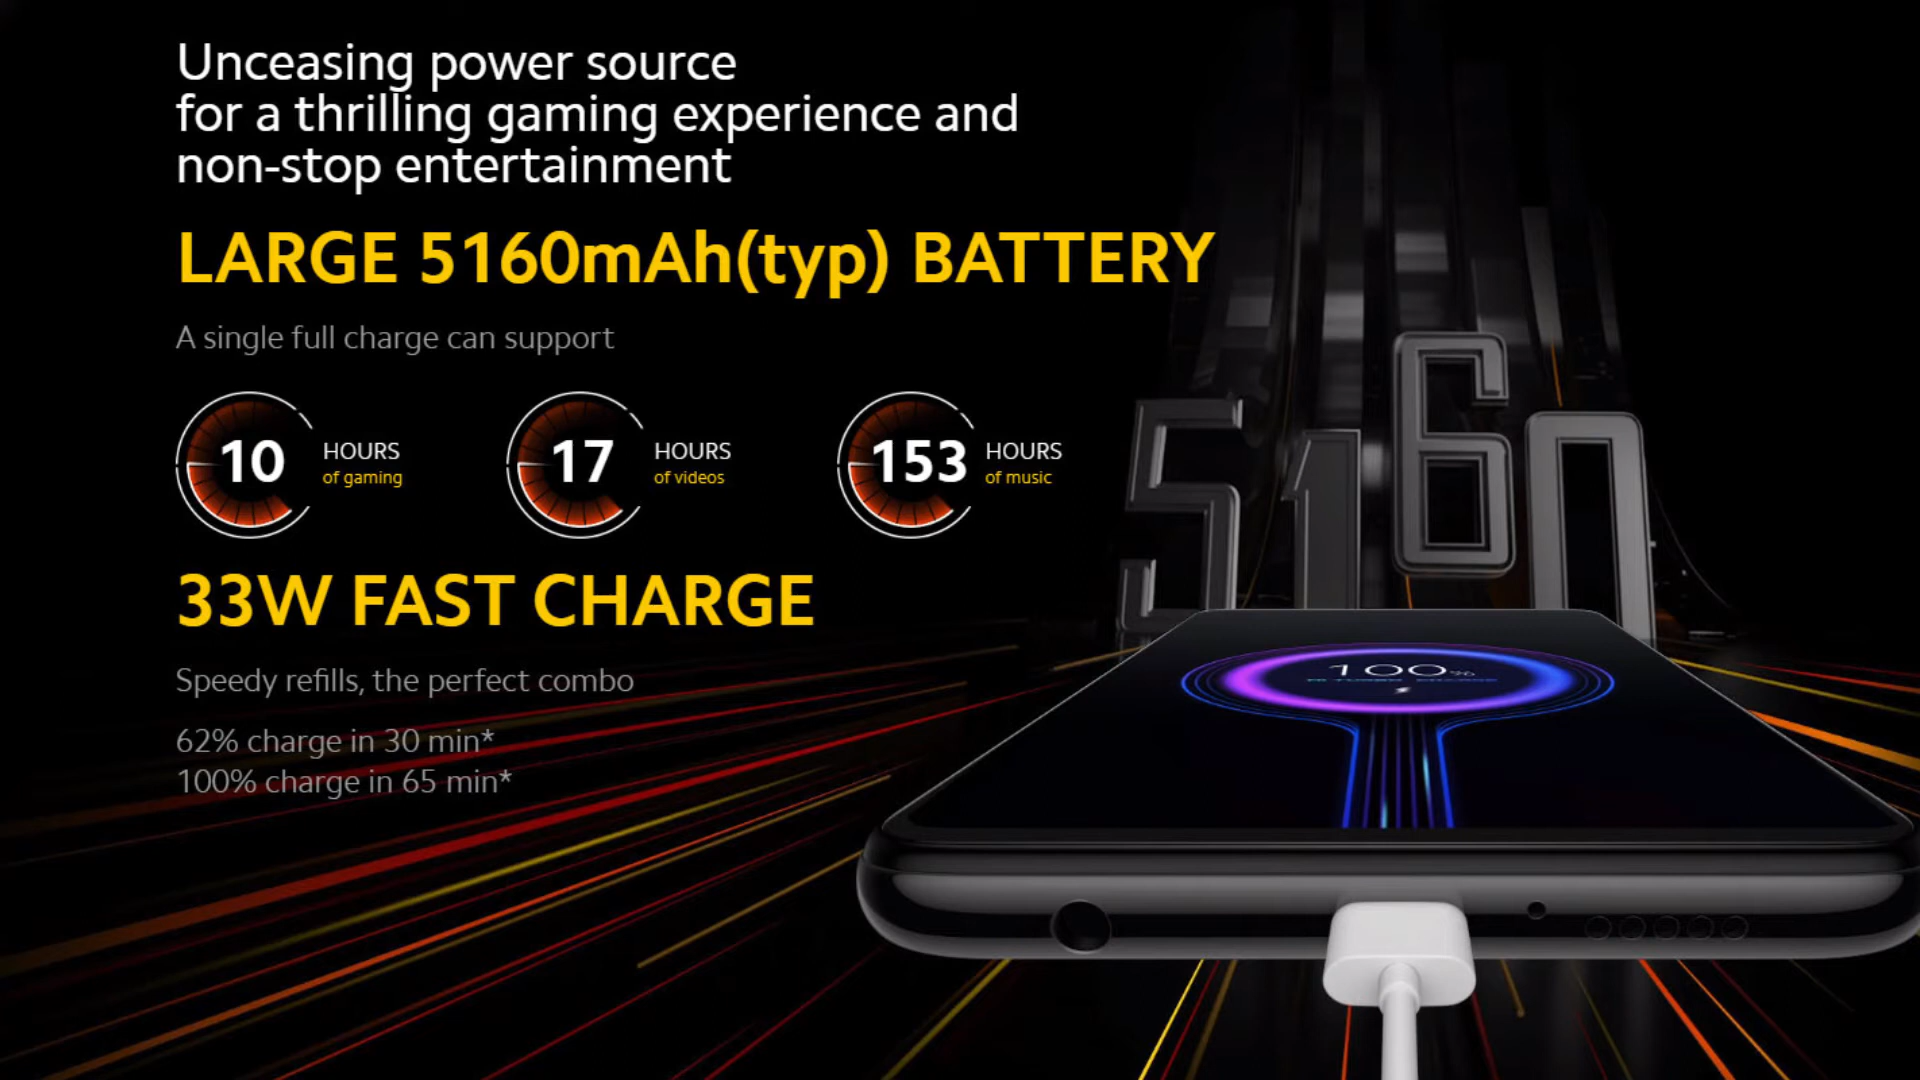 Unceasing power source
for a thrilling gaming experience and
non-stop entertainment
LARGE 5160mAh(typ) BATTERY
A single full charge can support
10 HOURS
of gaming
17 HOURS
of videos
153 HOURS
of music
33W FAST CHARGE
Speedy refills, the perfect combo
62% charge in 30 min*
100% charge in 65 min*
5160
100%